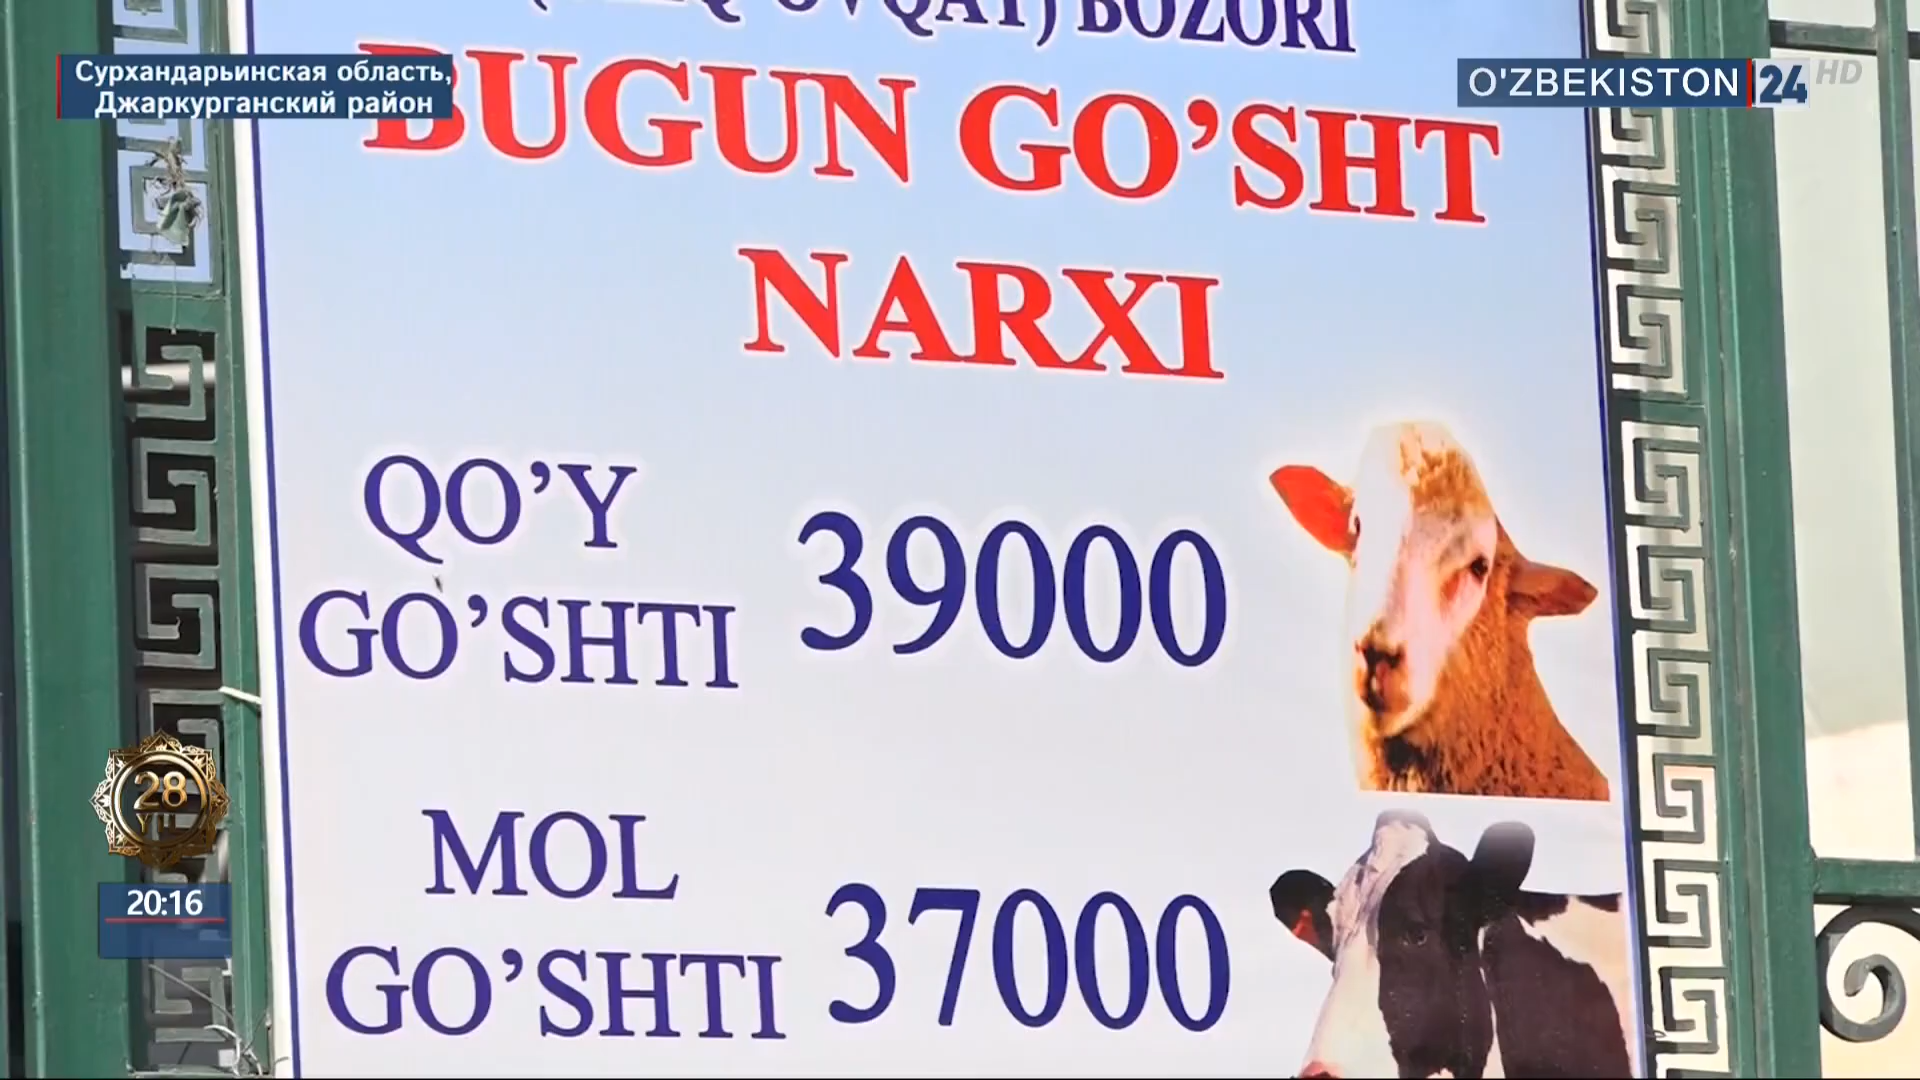 BOZORI
Сурхандарьинская область,
Джаркурганский район
O'ZBEKISTON 24 HD
BUGUN GO’SHT
NARXI
QO’Y
GO’SHTI
39000
MOL
GO’SHTI
37000
28
20:16